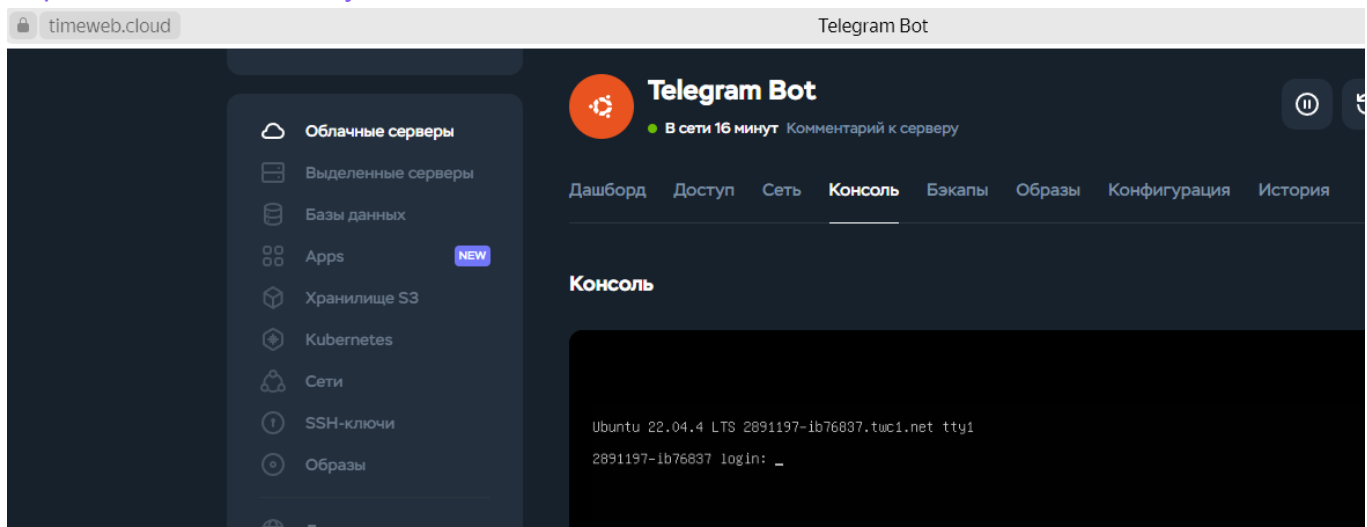 timeweb.cloud
Telegram Bot
Облачные серверы
Выделенные серверы
Базы данных
Apps NEW
Хранилище S3
Kubernetes
Сети
SSH-ключи
Образы
Telegram Bot
В сети 16 минут Комментарий к серверу
Дашборд Доступ Сеть Консоль Бэкапы Образы Конфигурация История
Консоль
Ubuntu 22.04.4 LTS 2891197-ib76837.twc1.net tty1
2891197-ib76837 login: _